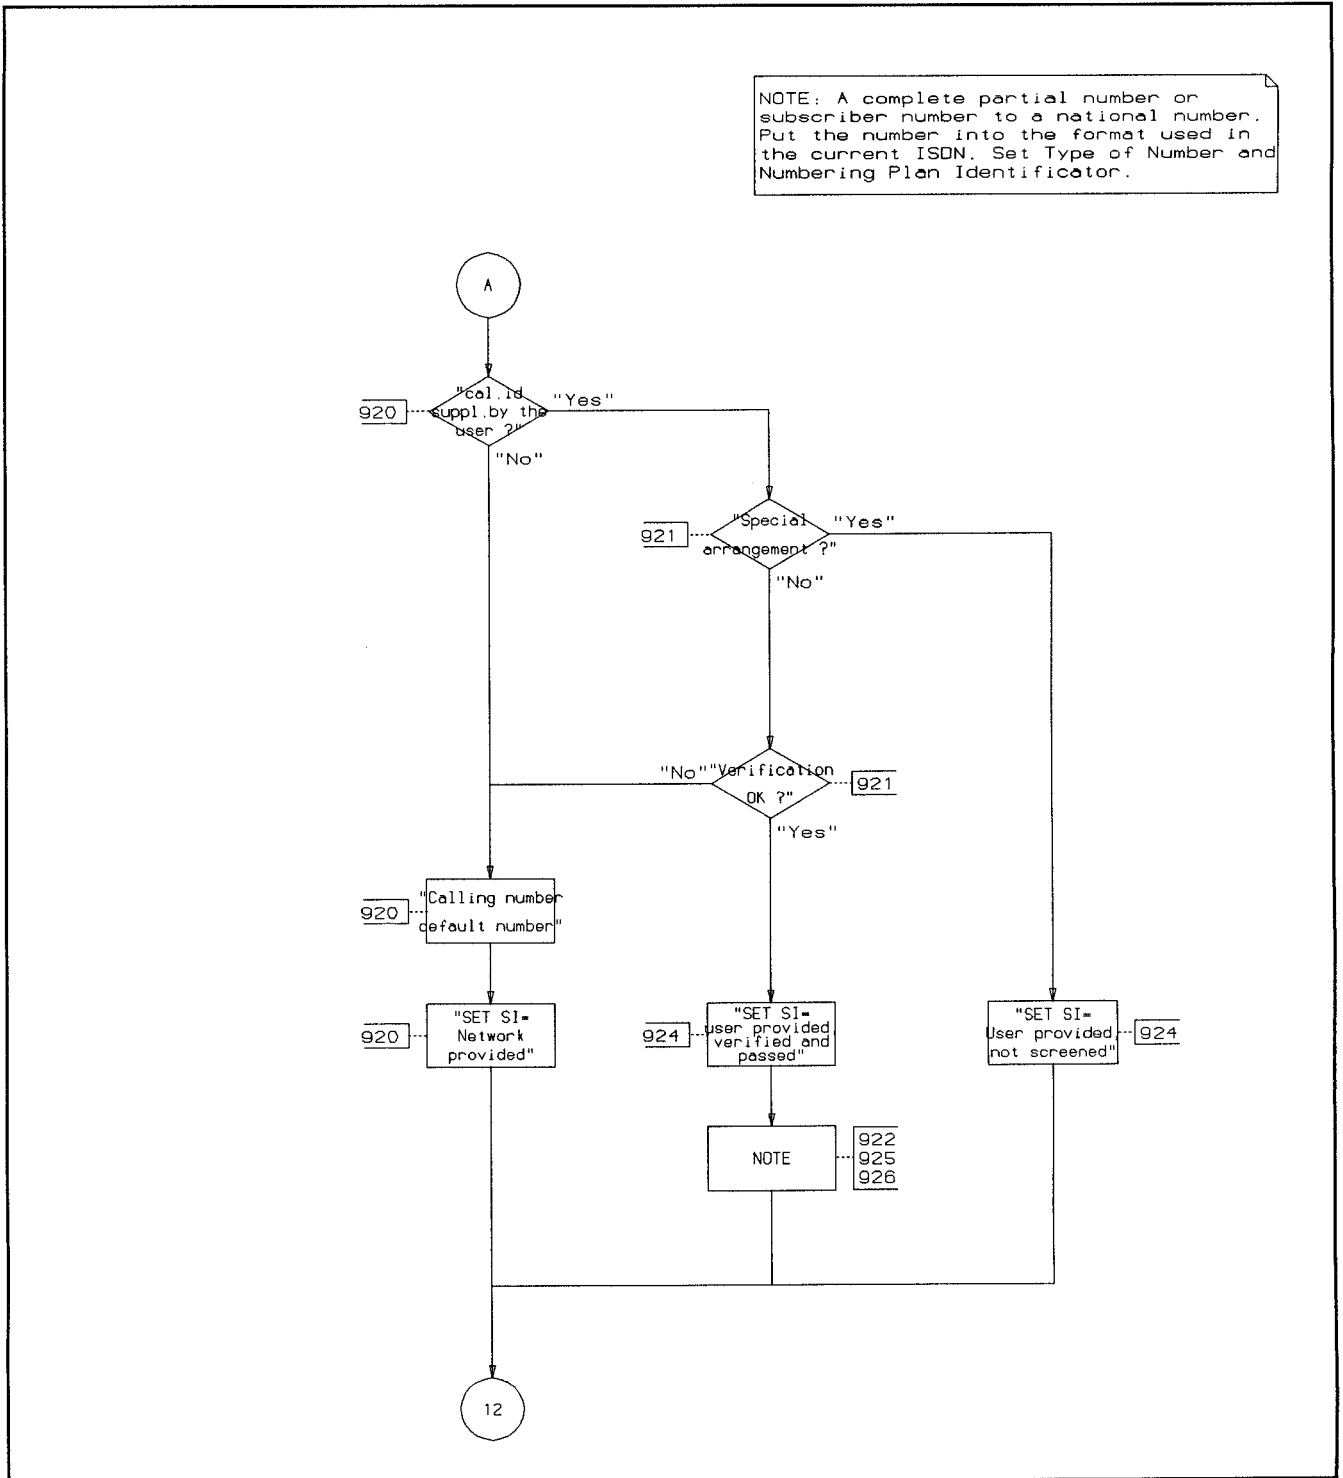 NOTE: A complete partial number or
subscriber number to a national number.
Put the number into the format used in
the current ISDN. Set Type of Number and
Numbering Plan Identificator.
A
"cal.id
suppl.by the
user ?"
920
"Yes"
"No"
"Special
arrangement ?"
921
"Yes"
"No"
"Verification
OK ?"
"No"
921
"Yes"
"Calling number
default number"
920
"SET SI=
Network
provided"
920
"SET SI=
user provided
verified and
passed"
924
"SET SI=
User provided
not screened"
924
NOTE
922
925
926
12